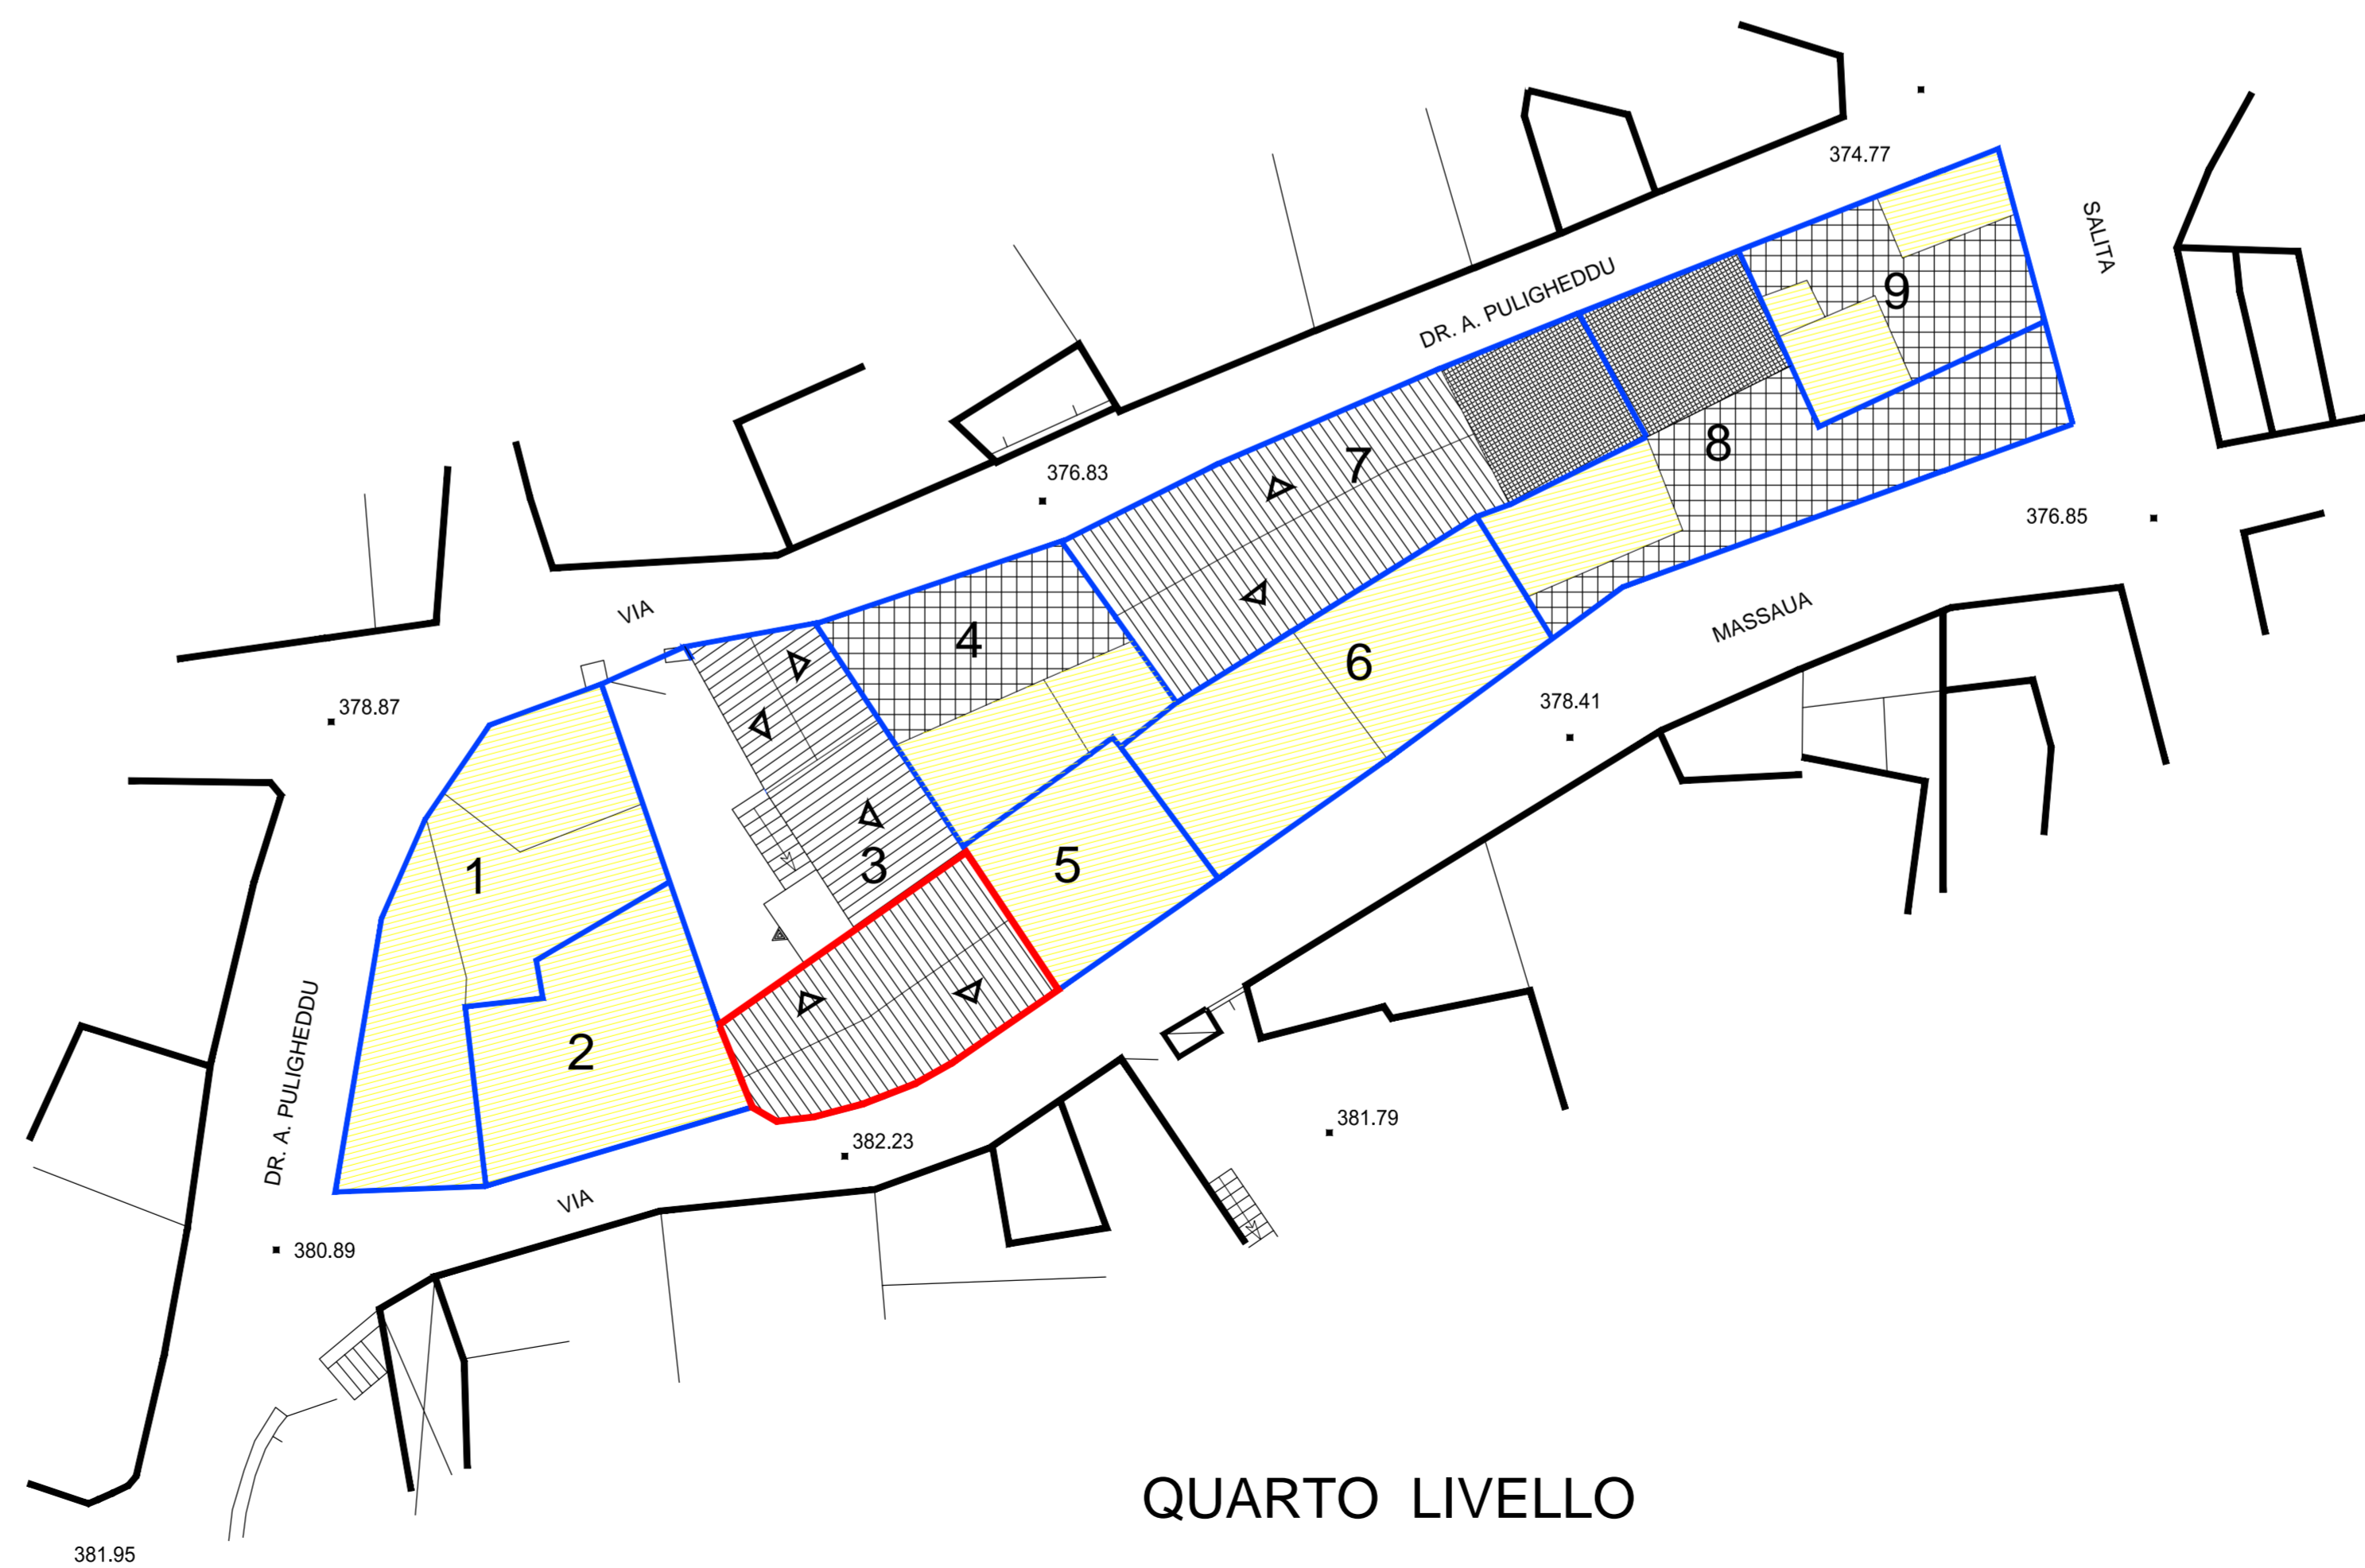 374.77
SALITA
DR. A. PULIGHEDDU
9
8
7
376.83
376.85
VIA
4
MASSAUA
6
378.41
378.87
3
5
1
2
DR. A. PULIGHEDDU
381.79
382.23
VIA
380.89
QUARTO LIVELLO
381.95